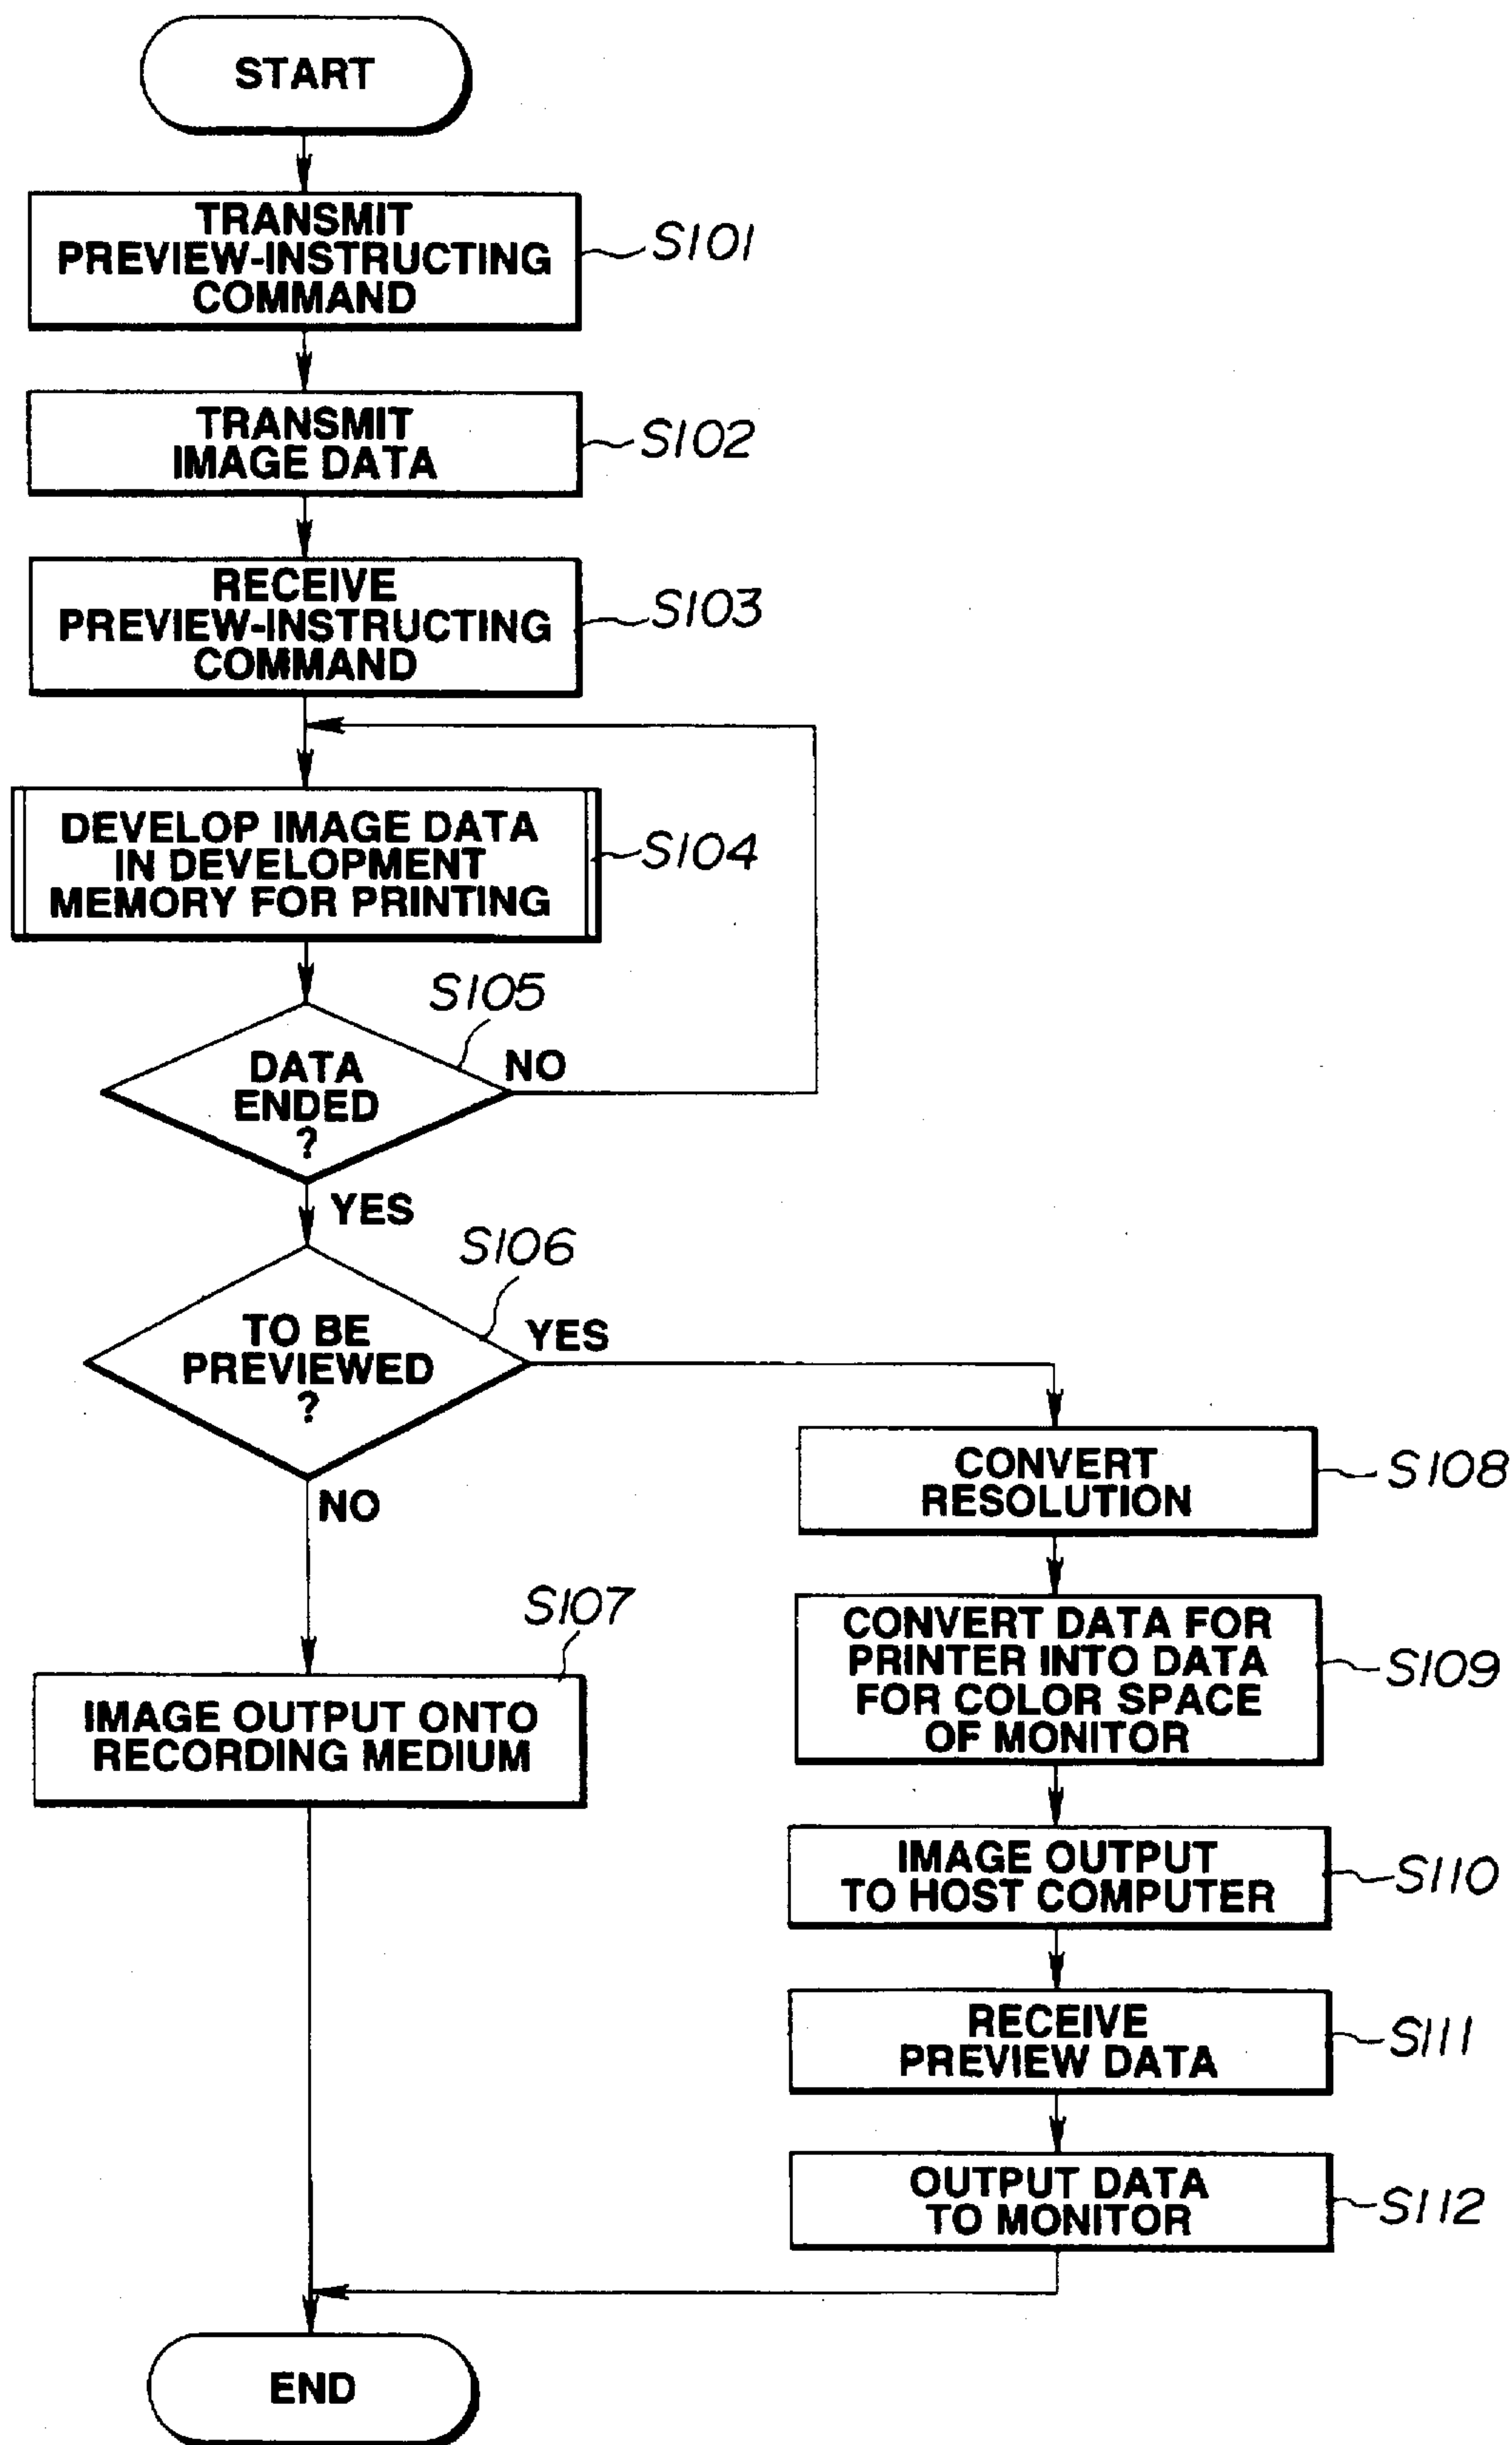 START
TRANSMIT
PREVIEW-INSTRUCTING
COMMAND
S101
TRANSMIT
IMAGE DATA
S102
RECEIVE
PREVIEW-INSTRUCTING
COMMAND
S103
DEVELOP IMAGE DATA
IN DEVELOPMENT
MEMORY FOR PRINTING
S104
S105
DATA
ENDED
?
NO
YES
S106
TO BE
PREVIEWED
?
YES
NO
S107
IMAGE OUTPUT ONTO
RECORDING MEDIUM
CONVERT
RESOLUTION
S108
CONVERT DATA FOR
PRINTER INTO DATA
FOR COLOR SPACE
OF MONITOR
S109
IMAGE OUTPUT
TO HOST COMPUTER
S110
RECEIVE
PREVIEW DATA
S111
OUTPUT DATA
TO MONITOR
S112
END